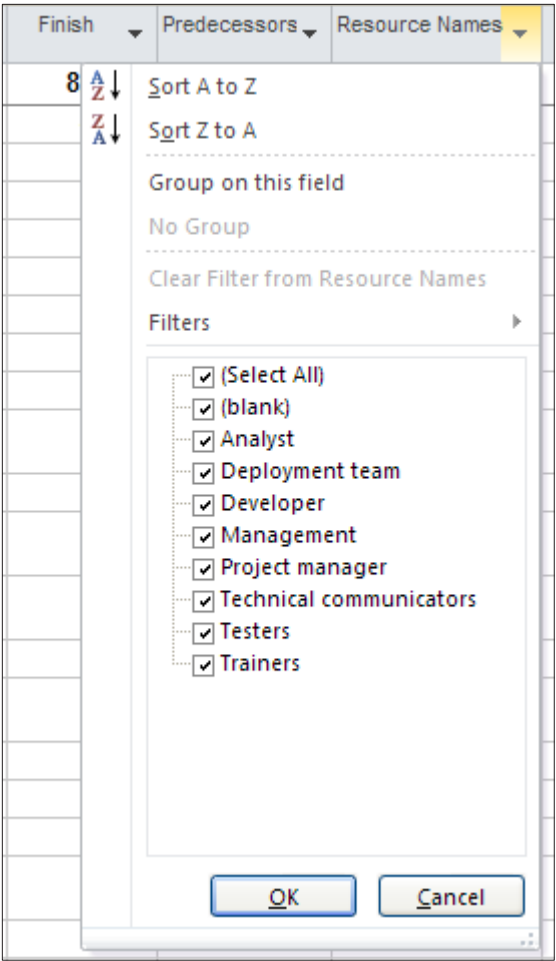 Finish Predecessors Resource Names
8
Sort A to Z
Sort Z to A
Group on this field
No Group
Clear Filter from Resource Names
Filters
(Select All)
(blank)
Analyst
Deployment team
Developer
Management
Project manager
Technical communicators
Testers
Trainers
OK Cancel